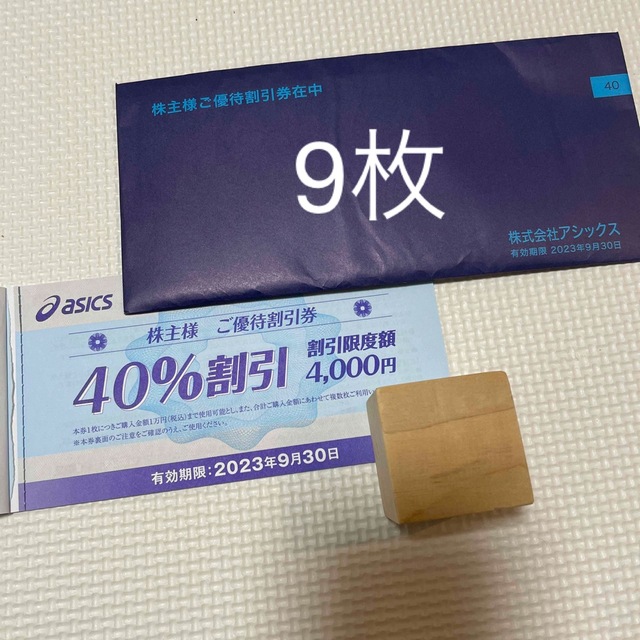 株主様ご優待割引券在中
40
9枚
株式会社アシックス
有効期限 2023年9月30日
asics
株主様 ご優待割引券
40%割引
割引限度額
4,000円
本券1枚につきご購入金額1万円(税込)まで使用可能とし、また、合計ご購入金額にあわせて複数枚ご利用い
※本券裏面のご注意をご確認のうえ、ご使用ください。
有効期限:2023年9月30日